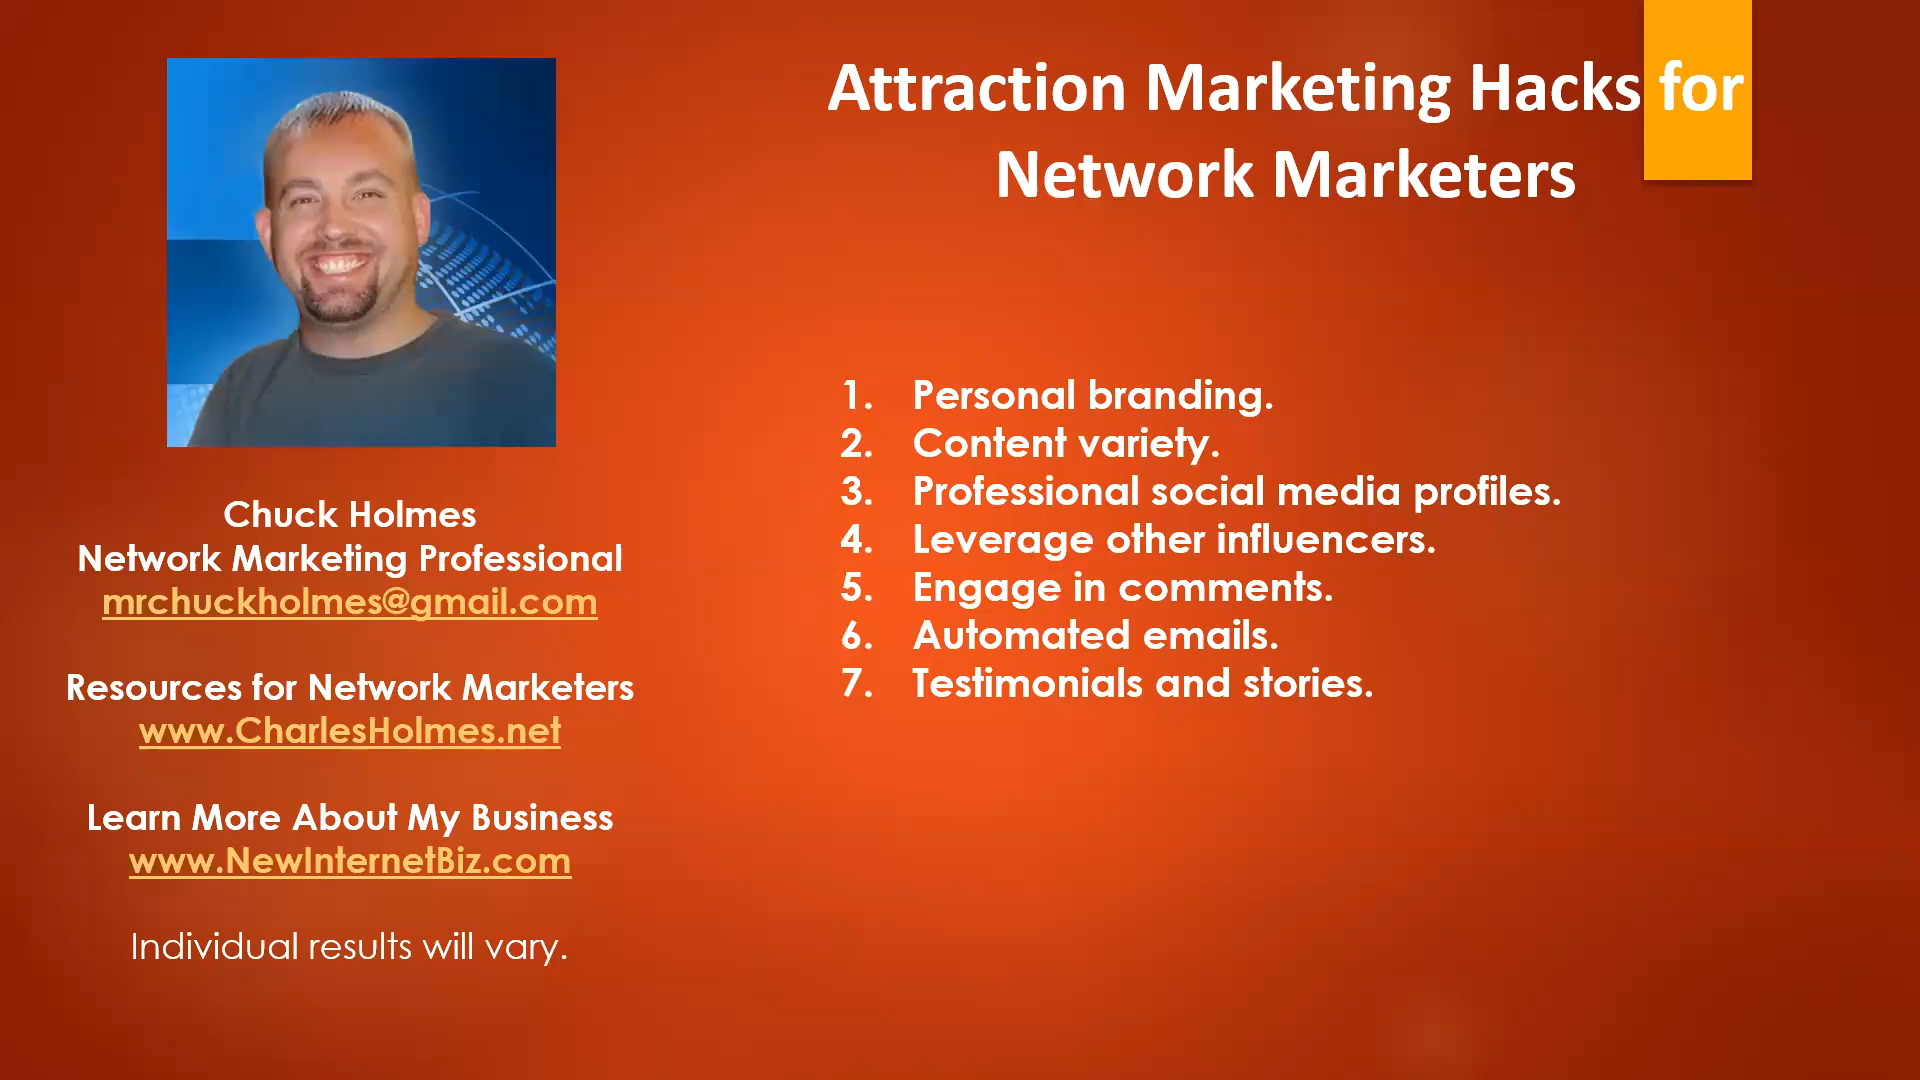 Attraction Marketing Hacks for
Network Marketers
Chuck Holmes
Network Marketing Professional
mrchuckholmes@gmail.com
Resources for Network Marketers
www.CharlesHolmes.net
Learn More About My Business
www.NewInternetBiz.com
Individual results will vary.
1. Personal branding.
2. Content variety.
3. Professional social media profiles.
4. Leverage other influencers.
5. Engage in comments.
6. Automated emails.
7. Testimonials and stories.